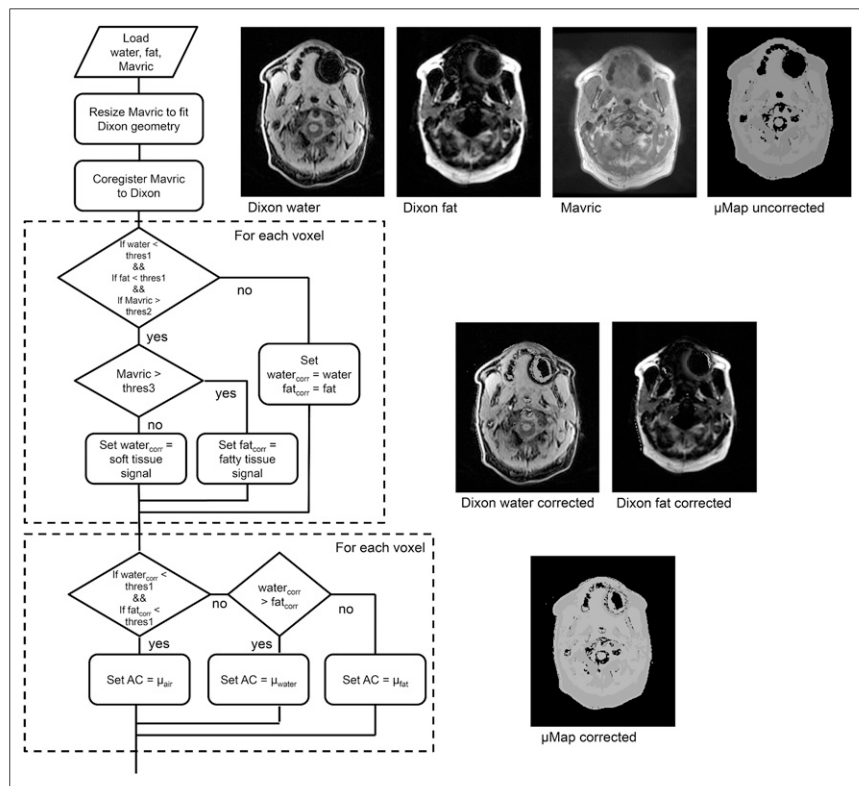 Load
water, fat,
Mavric
Resize Mavric to fit
Dixon geometry
Coregister Mavric
to Dixon
Dixon water
Dixon fat
Mavric
µMap uncorrected
For each voxel
If water <
thres1
&&
If fat < thres1
&&
If Mavric >
thres2
no
yes
Mavric >
thres3
yes
no
Set
water_corr = water
fat_corr = fat
Set water_corr =
soft tissue
signal
Set fat_corr =
fatty tissue
signal
Dixon water corrected
Dixon fat corrected
For each voxel
If water_corr <
thres1
&&
If fat_corr <
thres1
no
water_corr
> fat_corr
no
yes
yes
Set AC = µ_air
Set AC = µ_water
Set AC = µ_fat
µMap corrected